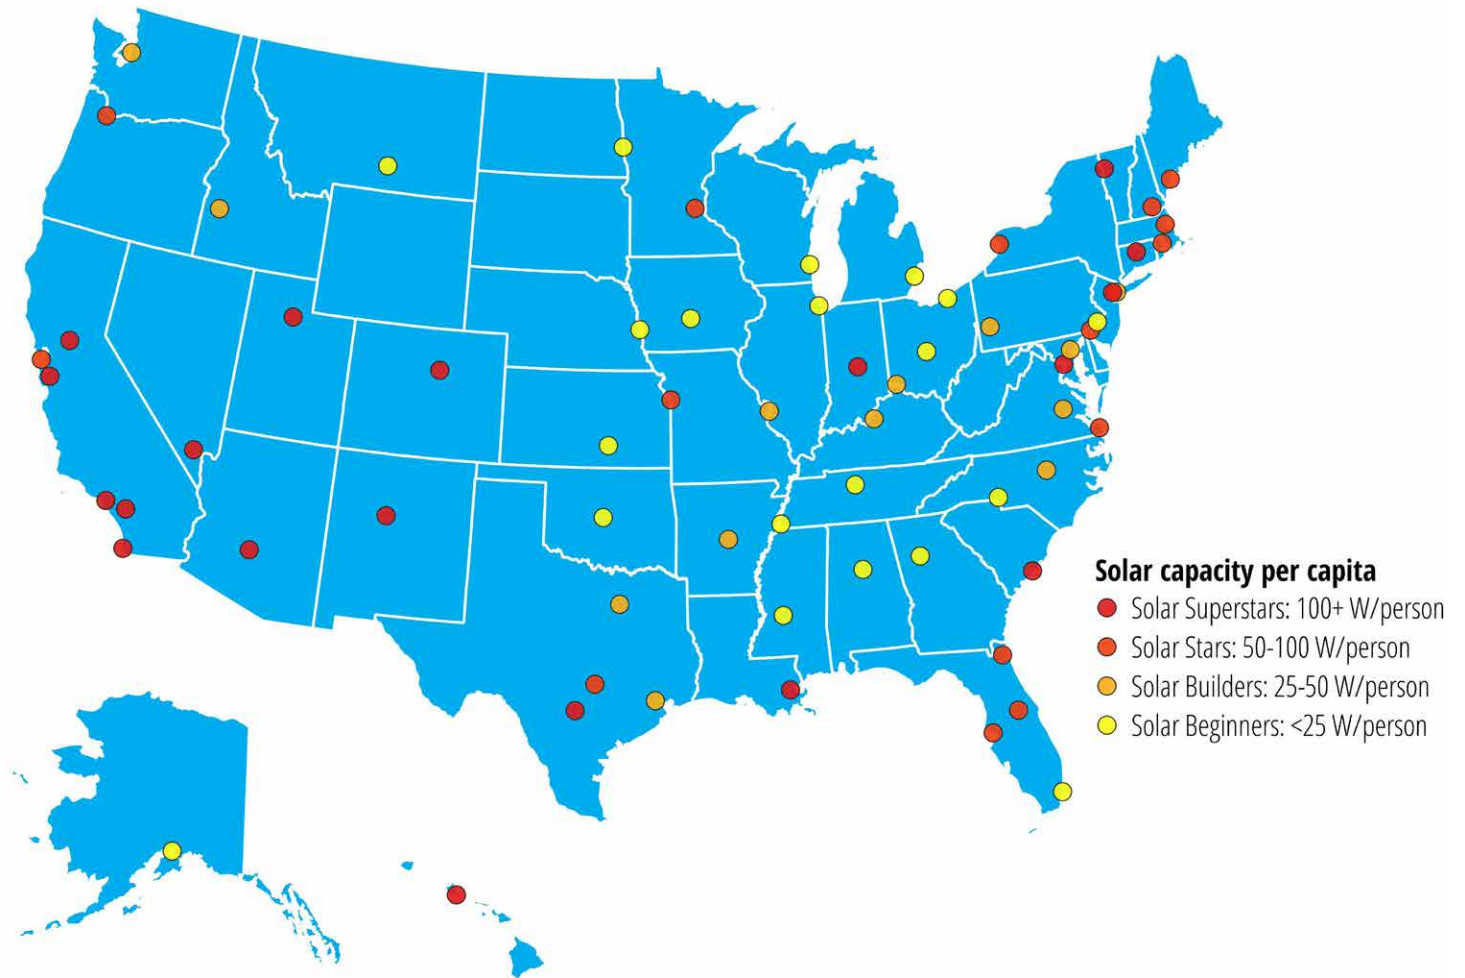 Solar capacity per capita
Solar Superstars: 100+ W/person
Solar Stars: 50-100 W/person
Solar Builders: 25-50 W/person
Solar Beginners: <25 W/person